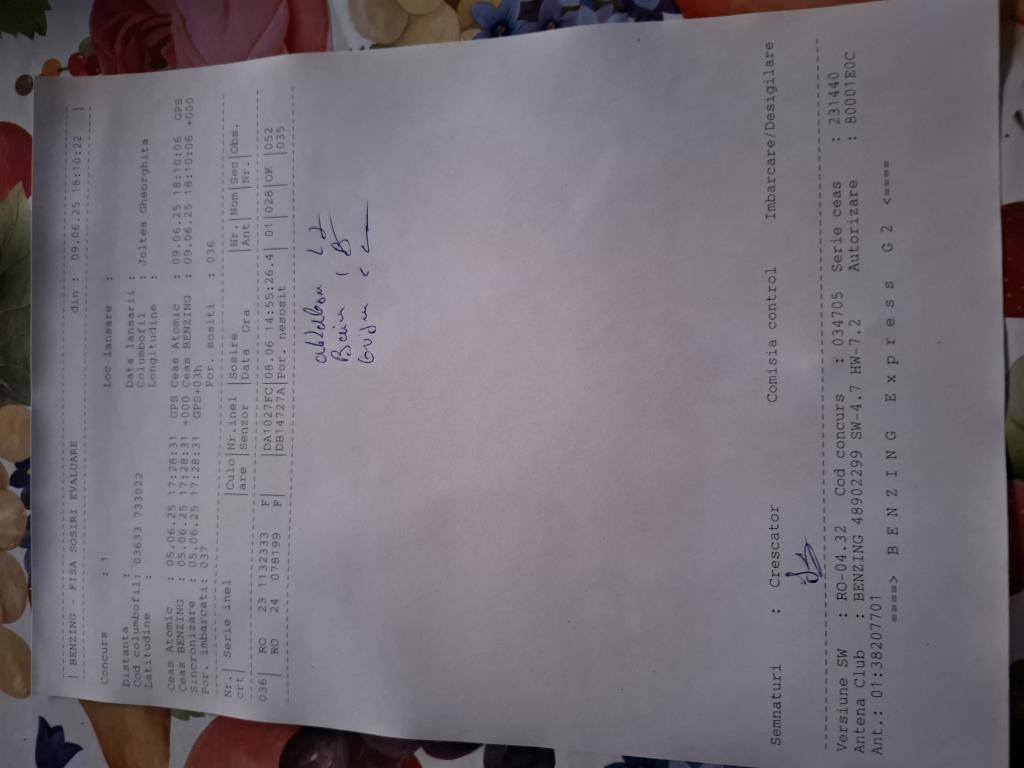 | BENZING - FISA SOSIRI EVALUARE din : 09.06.25 18:10:22 |
Concurs : 1 Loc lansare :
Distanta : Data lansarii :
Cod columbofil: 03633 733022 Columbofil : Joltea Gheorghita
Latitudine : Longitudine :
Ceas Atomic : 05.06.25 17:28:31 GPS Ceas Atomic : 09.06.25 18:10:06 GPS
Ceas BENZING : 05.06.25 17:28:31 +000 Ceas BENZING : 09.06.25 18:10:06 +000
Sincronizare : 05.06.25 17:28:31 GPS+03h
Por. imbarcati: 037 Por. sositi : 036
Nr.| Serie inel |Culo|Nr.inel |Sosire |Nr.|Nom|Sec|Obs.
crt| |are |Senzor |Data Ora |Ant| |Nr.|
036| RO 23 1132333 F| |DA1027FC|08.06 14:55:26.4| 01|028|OK |052
RO 24 078199 F| |DB14727A|Por. nesosit | | | |035
Semnaturi : Crescator Comisia control Imbarcare/Desigilare
Versiune SW : RO-04.32 Cod concurs : 034705 Serie ceas : 231440
Antena Club : BENZING 48902299 SW-4.7 HW-7.2 Autorizare : 80001E0C
Ant.: 01:38207701
====> B E N Z I N G E x p r e s s G 2 <====